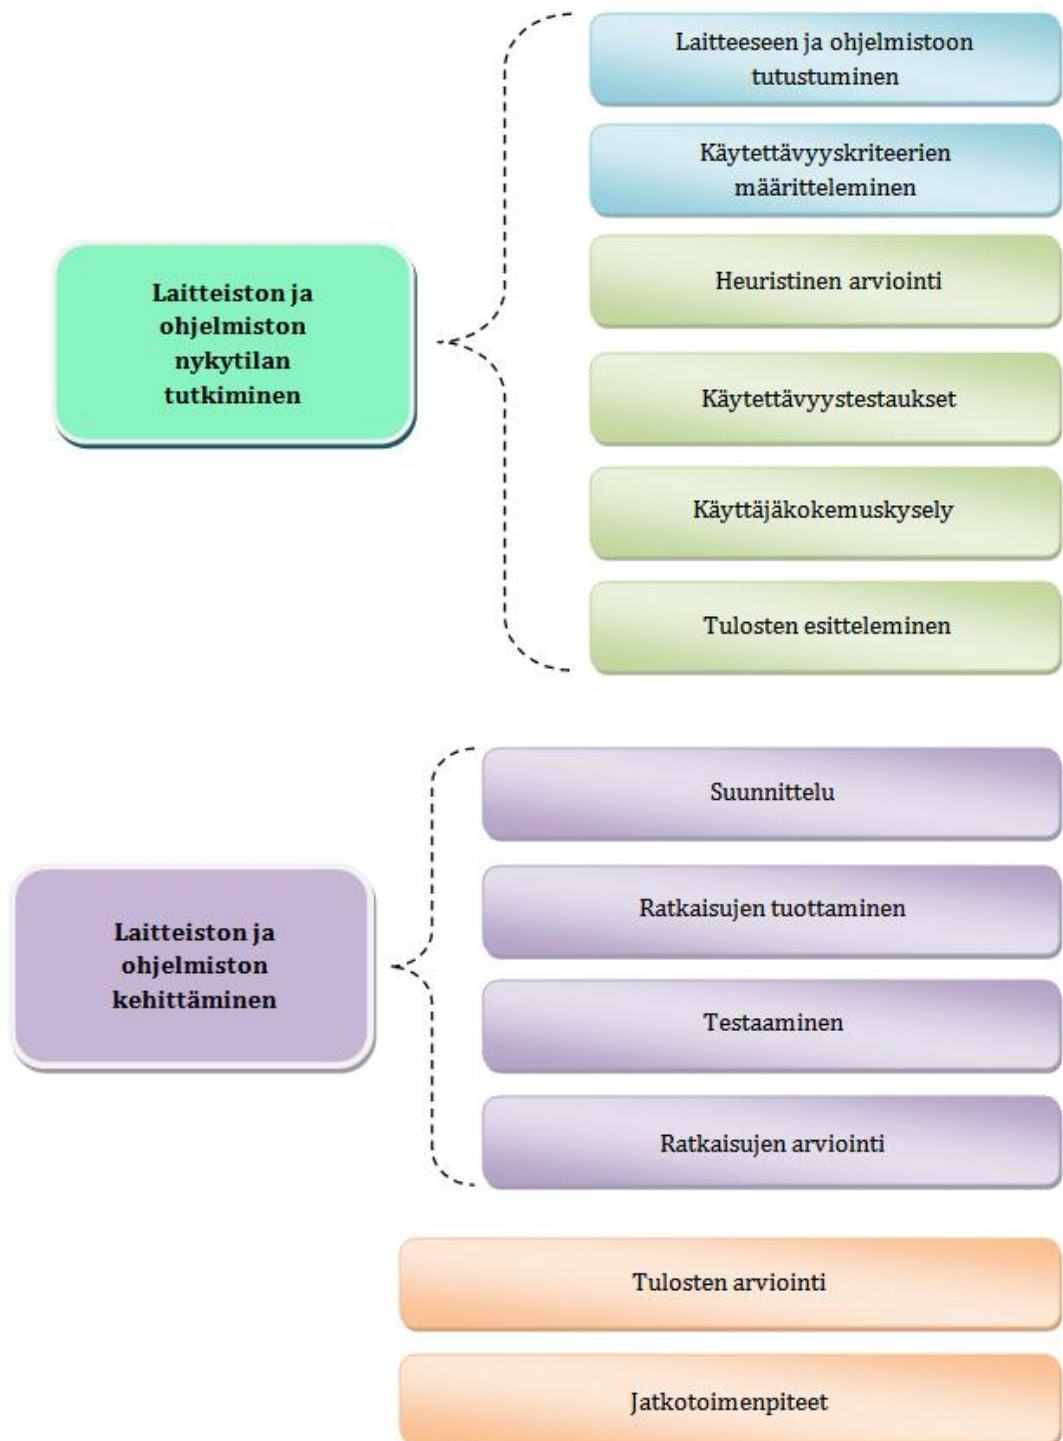 Laitteiston ja
ohjelmiston
nykytilan
tutkiminen
Laitteeseen ja ohjelmistoon
tutustuminen
Käytettävyyskriteerien
määritteleminen
Heuristinen arviointi
Käytettävyystestaukset
Käyttäjäkokemuskysely
Tulosten esitteleminen
Laitteiston ja
ohjelmiston
kehittäminen
Suunnittelu
Ratkaisujen tuottaminen
Testaaminen
Ratkaisujen arviointi
Tulosten arviointi
Jatkotoimenpiteet